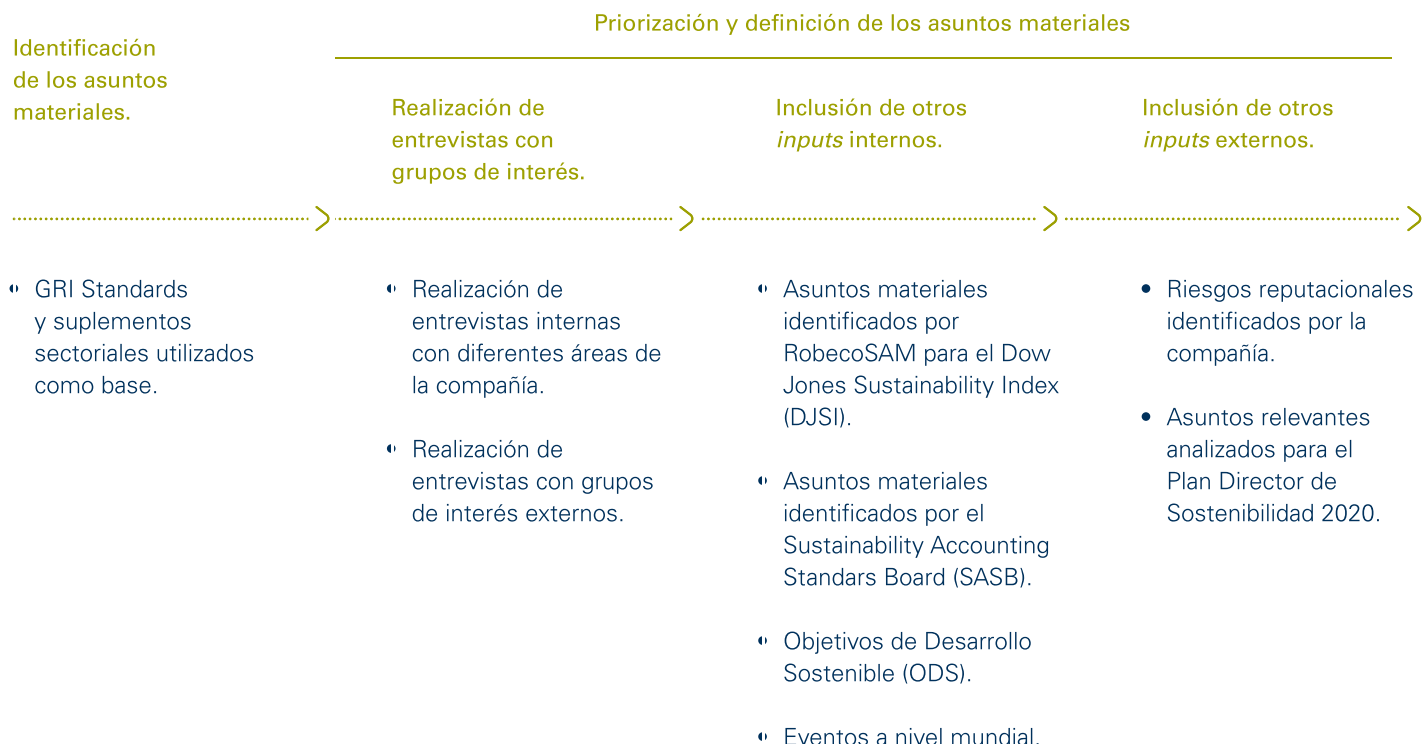 Priorización y definición de los asuntos materiales
Identificación
de los asuntos
materiales.
Realización de
entrevistas con
grupos de interés.
Inclusión de otros
inputs internos.
Inclusión de otros
inputs externos.
GRI Standards
y suplementos
sectoriales utilizados
como base.
Realización de
entrevistas internas
con diferentes áreas de
la compañía.
Realización de
entrevistas con grupos
de interés externos.
Asuntos materiales
identificados por
RobecoSAM para el Dow
Jones Sustainability Index
(DJSI).
Asuntos materiales
identificados por el
Sustainability Accounting
Standars Board (SASB).
Objetivos de Desarrollo
Sostenible (ODS).
Eventos a nivel mundial.
Riesgos reputacionales
identificados por la
compañía.
Asuntos relevantes
analizados para el
Plan Director de
Sostenibilidad 2020.